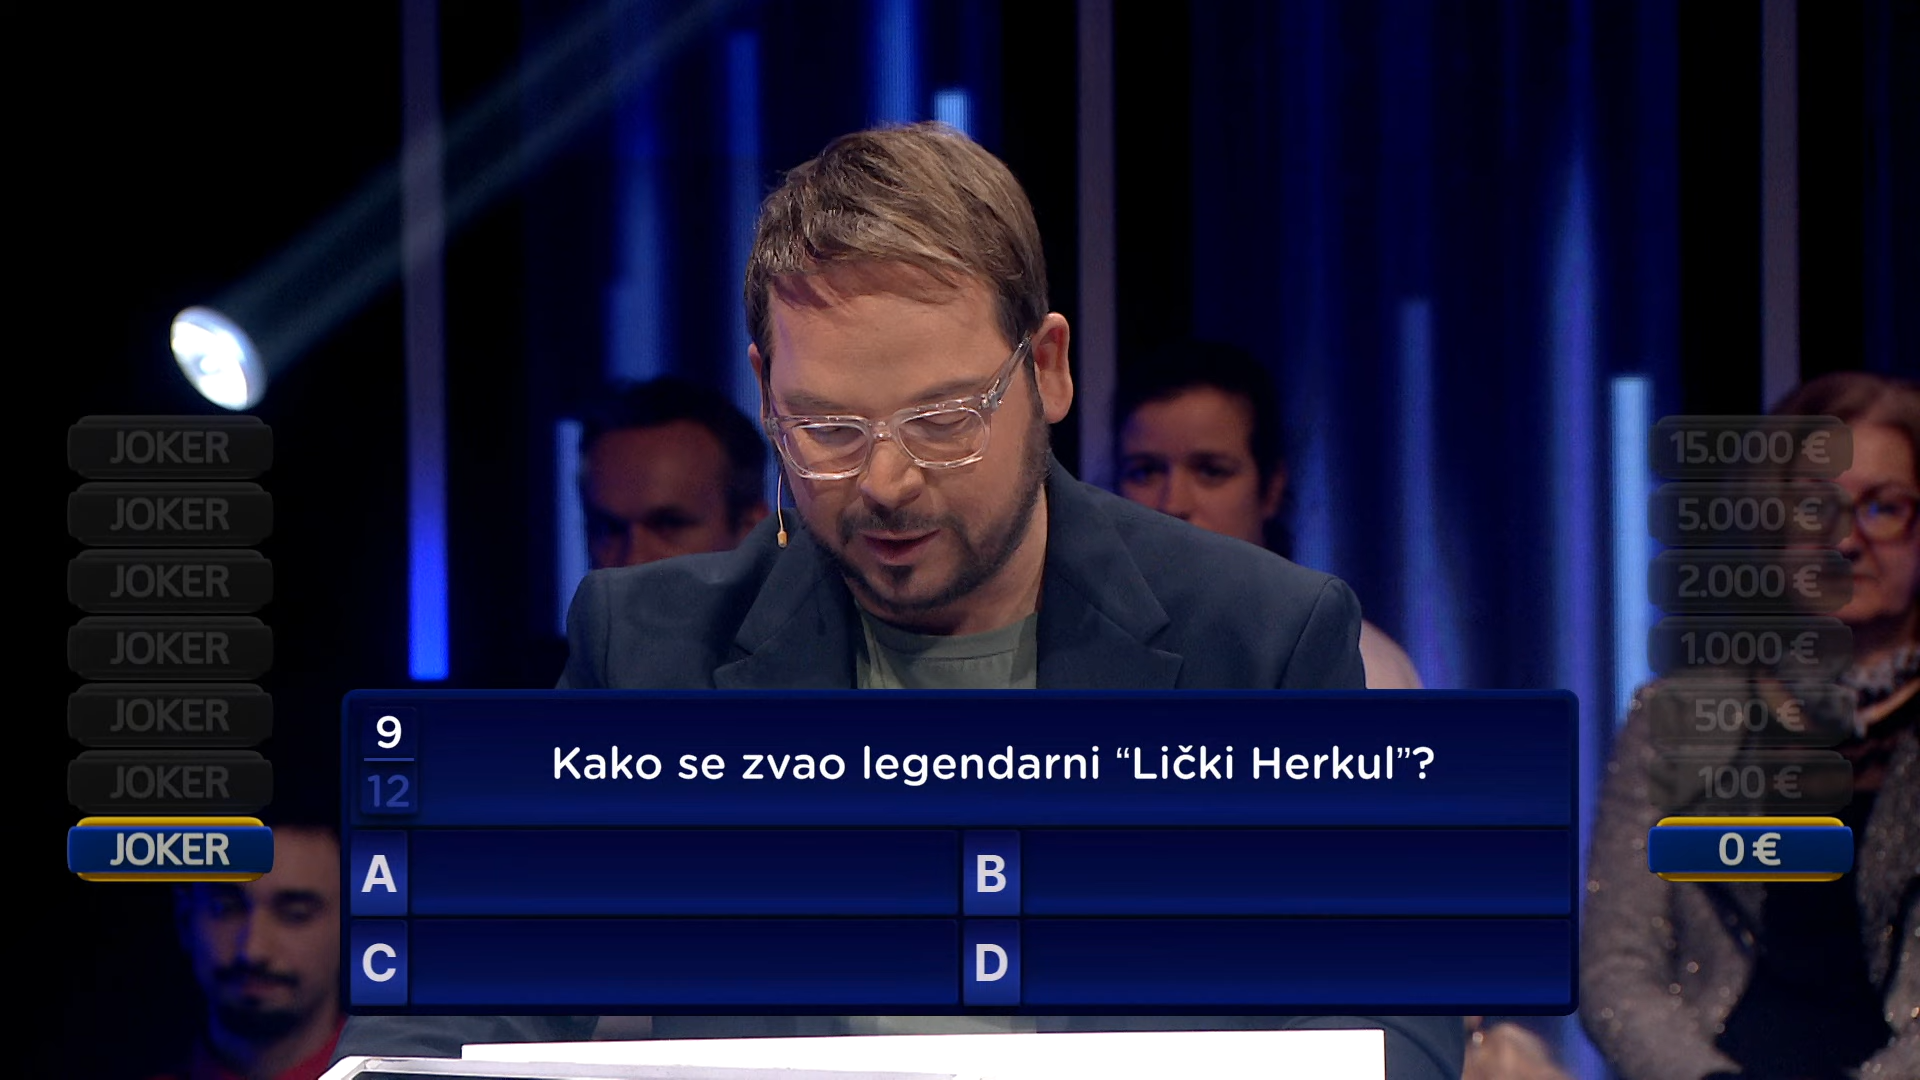 JOKER
JOKER
JOKER
JOKER
JOKER
JOKER
JOKER
15.000 €
5.000 €
2.000 €
1.000 €
500 €
100 €
0 €
9
12
Kako se zvao legendarni “Lički Herkul”?
A
B
C
D